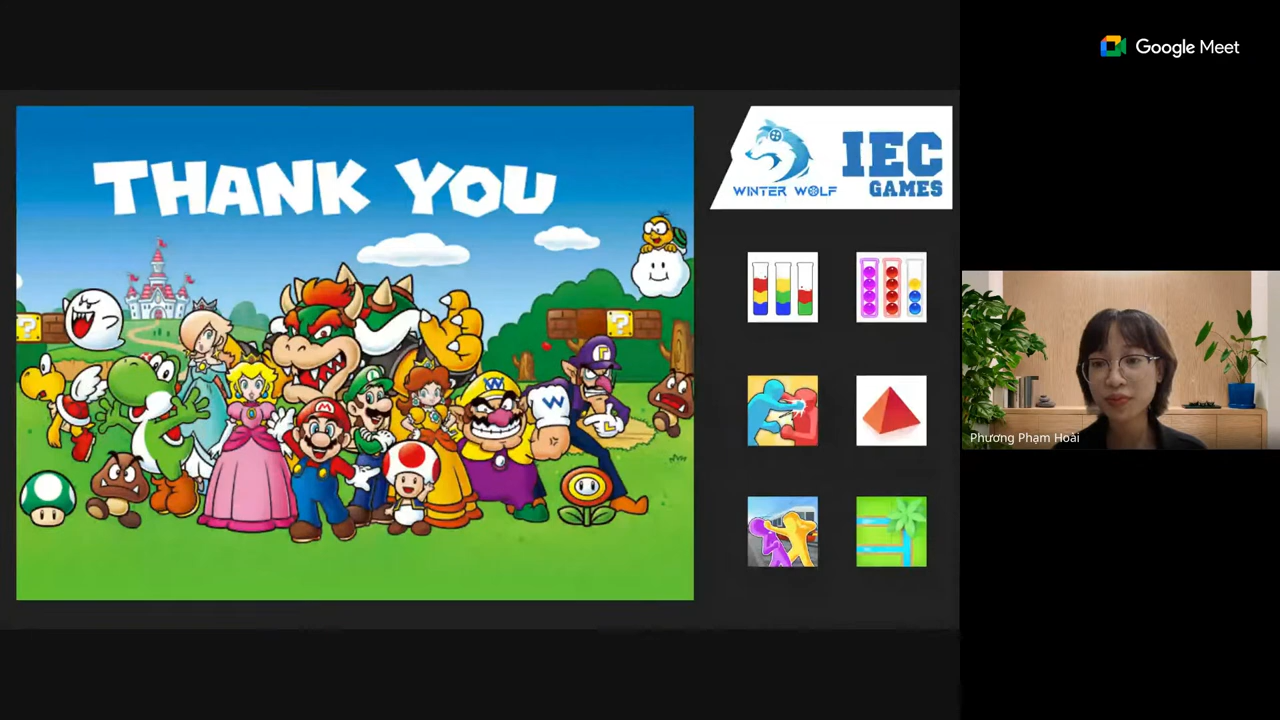 THANK YOU
WINTER WOLF
IEC
GAMES
Google Meet
Phương Phạm Hoài
?
?
M
L
W
W